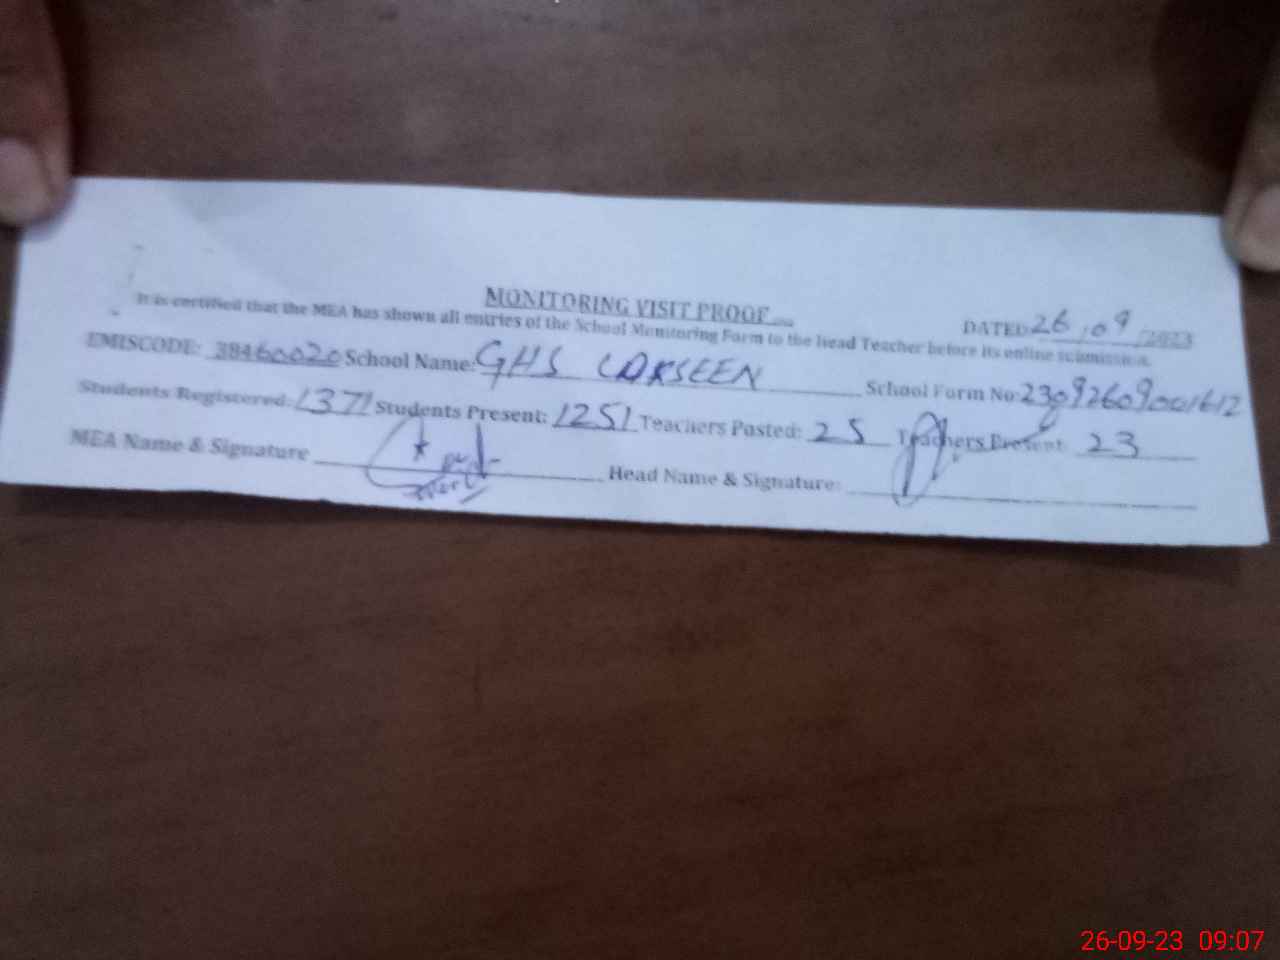 MONITORING VISIT PROOF
DATED 26/09/2023
It is certified that the MEA has shown all entries of the School Monitoring Form to the Head Teacher before its online submission.
EMISCODE: 38460020 School Name: GHS LAKSEEN School Form No: 23092609001612
Students Registered: 1371 Students Present: 1251 Teachers Posted: 25 Teachers Present: 23
MEA Name & Signature Head Name & Signature:
26-09-23 09:07